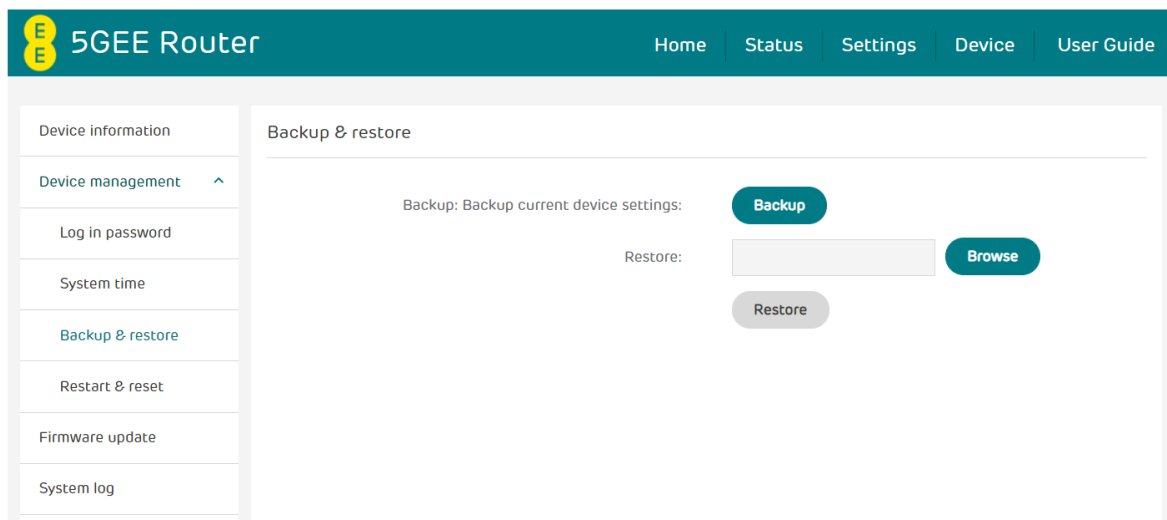 E
E
5GEE Router
Home
Status
Settings
Device
User Guide
Device information
Device management
Log in password
System time
Backup & restore
Restart & reset
Firmware update
System log
Backup & restore
Backup: Backup current device settings:
Backup
Restore:
Browse
Restore